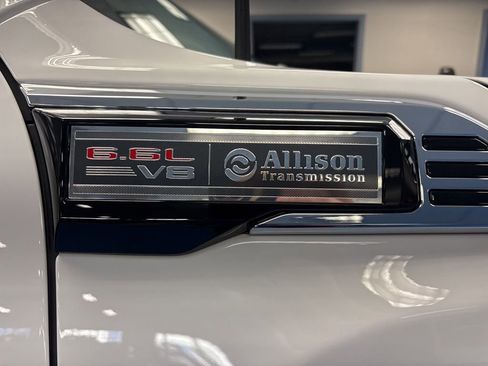 6.6L
V8
Allison
Transmission